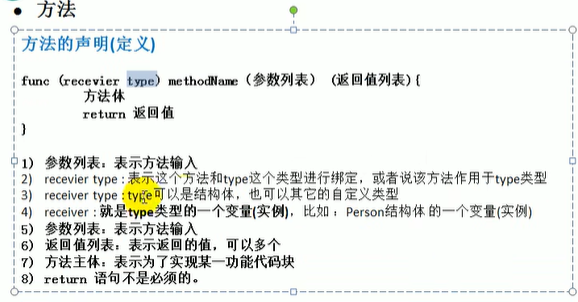 • 方法
方法的声明(定义)
func (recevier type) methodName (参数列表) (返回值列表){
方法体
return 返回值
}
1) 参数列表：表示方法输入
2) recevier type : 表示这个方法和type这个类型进行绑定，或者说该方法作用于type类型
3) receiver type : type可以是结构体，也可以其它的自定义类型
4) receiver : 就是type类型的一个变量(实例)，比如 : Person结构体 的一个变量(实例)
5) 参数列表：表示方法输入
6) 返回值列表：表示返回的值，可以多个
7) 方法主体：表示为了实现某一功能代码块
8) return 语句不是必须的。